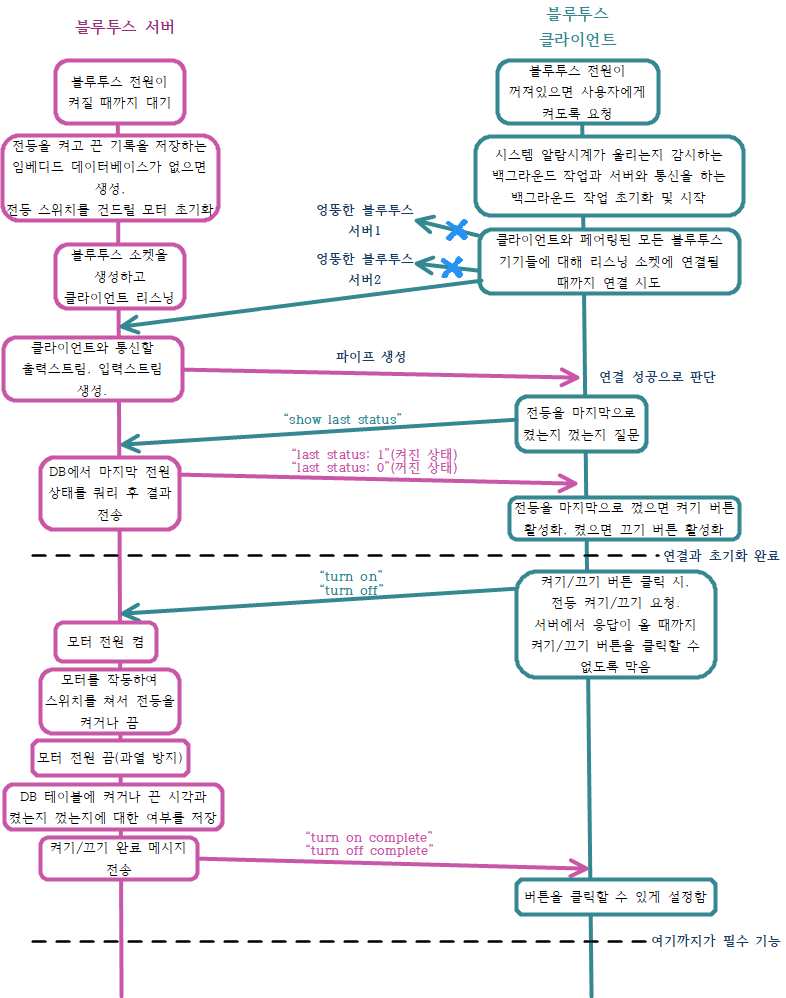 블루투스 서버
블루투스
클라이언트
블루투스 전원이
켜질 때까지 대기
블루투스 전원이
꺼져있으면 사용자에게
켜도록 요청
전등을 켜고 끈 기록을 저장하는
임베디드 데이터베이스가 없으면
생성.
전등 스위치를 건드릴 모터 초기화
시스템 알람시계가 울리는지 감시하는
백그라운드 작업과 서버와 통신을 하는
백그라운드 작업 초기화 및 시작
엉뚱한 블루투스
서버1
엉뚱한 블루투스
서버2
클라이언트와 페어링된 모든 블루투스
기기들에 대해 리스닝 소켓에 연결될
때까지 연결 시도
블루투스 소켓을
생성하고
클라이언트 리스닝
클라이언트와 통신할
출력스트림, 입력스트림
생성.
파이프 생성
연결 성공으로 판단
전등을 마지막으로
켰는지 껐는지 질문
“show last status”
“last status: 1”(켜진 상태)
“last status: 0”(꺼진 상태)
DB에서 마지막 전원
상태를 쿼리 후 결과
전송
전등을 마지막으로 껐으면 켜기 버튼
활성화, 켰으면 끄기 버튼 활성화
연결과 초기화 완료
“turn on”
“turn off”
켜기/끄기 버튼 클릭 시,
전등 켜기/끄기 요청.
서버에서 응답이 올 때까지
켜기/끄기 버튼을 클릭할 수
없도록 막음
모터 전원 켬
모터를 작동하여
스위치를 쳐서 전등을
켜거나 끔
모터 전원 끔(과열 방지)
DB 테이블에 켜거나 끈 시각과
켰는지 껐는지에 대한 여부를 저장
켜기/끄기 완료 메시지
전송
“turn on complete”
“turn off complete”
버튼을 클릭할 수 있게 설정함
여기까지가 필수 기능